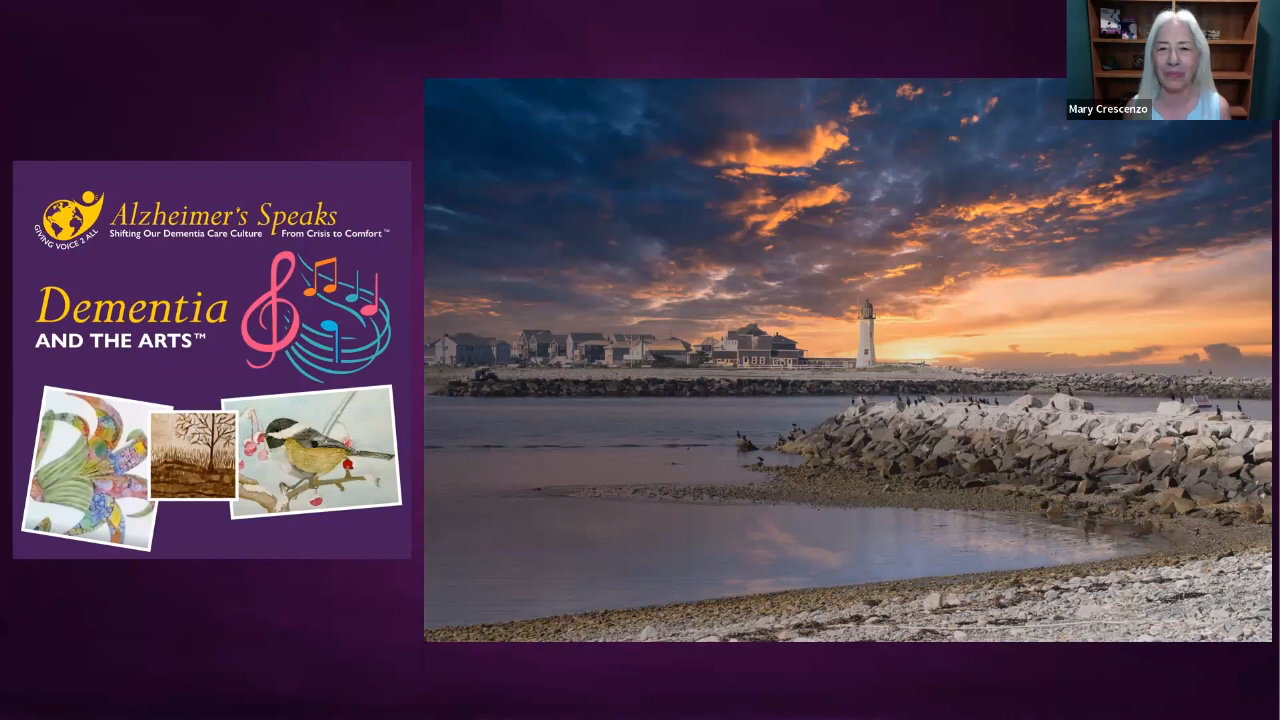 Mary Crescenzo
Alzheimer's Speaks
Shifting Our Dementia Care Culture From Crisis to Comfort™
GIVING VOICE 2 ALL
Dementia
AND THE ARTS™